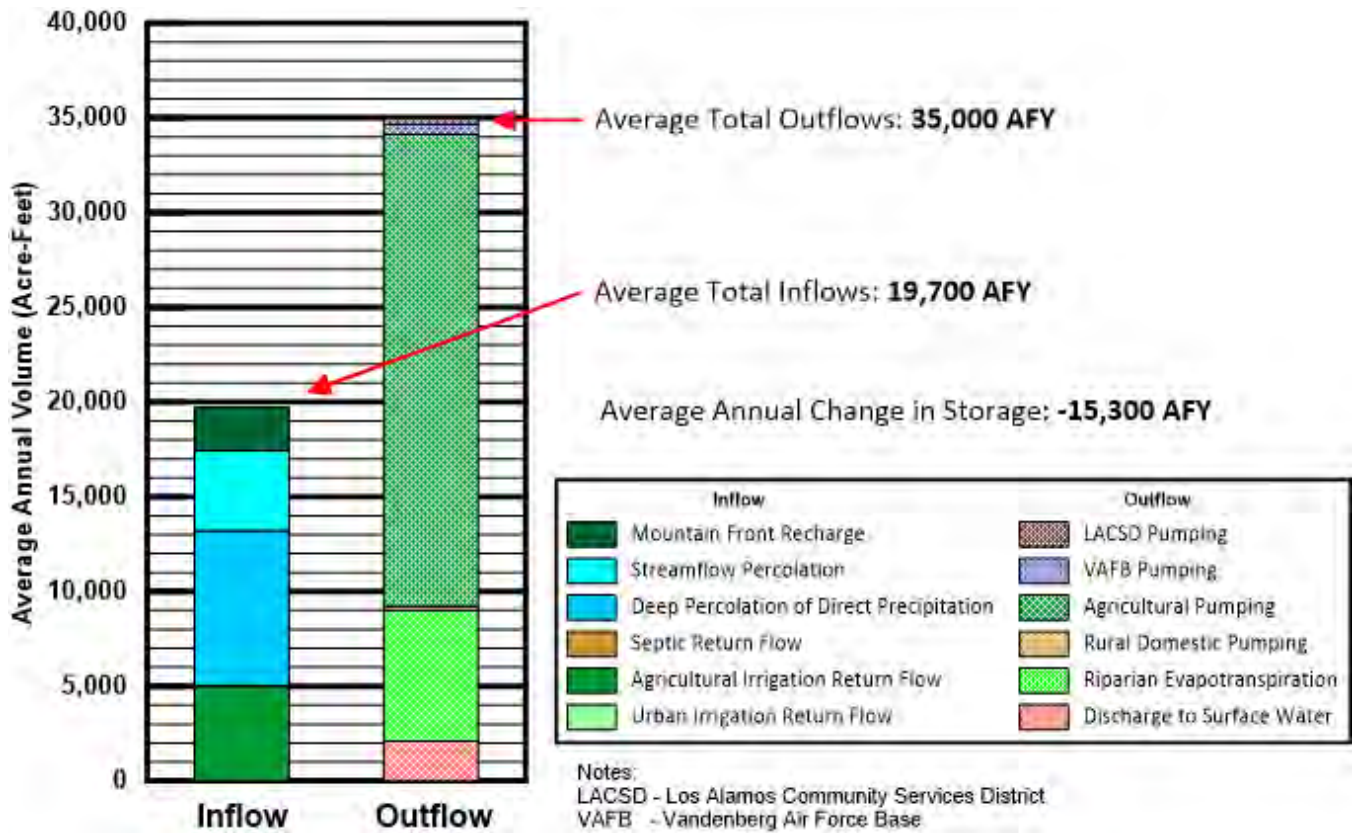 40,000
35,000
30,000
25,000
20,000
15,000
10,000
5,000
0
Average Annual Volume (Acre-Feet)
Inflow Outflow
Average Total Outflows: 35,000 AFY
Average Total Inflows: 19,700 AFY
Average Annual Change in Storage: -15,300 AFY
Inflow Outflow
Mountain Front Recharge LACSD Pumping
Streamflow Percolation VAFB Pumping
Deep Percolation of Direct Precipitation Agricultural Pumping
Septic Return Flow Rural Domestic Pumping
Agricultural Irrigation Return Flow Riparian Evapotranspiration
Urban Irrigation Return Flow Discharge to Surface Water
Notes:
LACSD - Los Alamos Community Services District
VAFB - Vandenberg Air Force Base